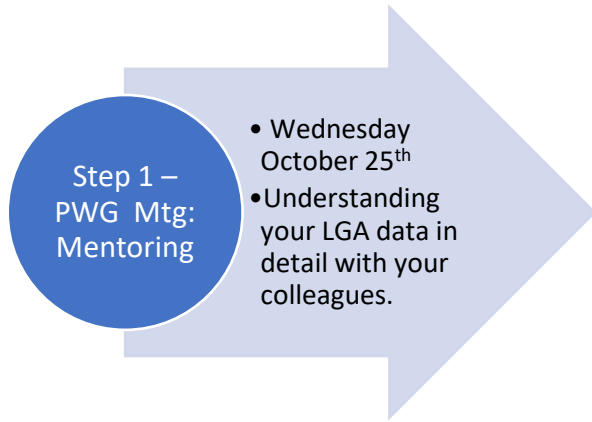 Step 1 –
PWG  Mtg:
Mentoring
• Wednesday
October 25th
•Understanding
your LGA data in
detail with your
colleagues.